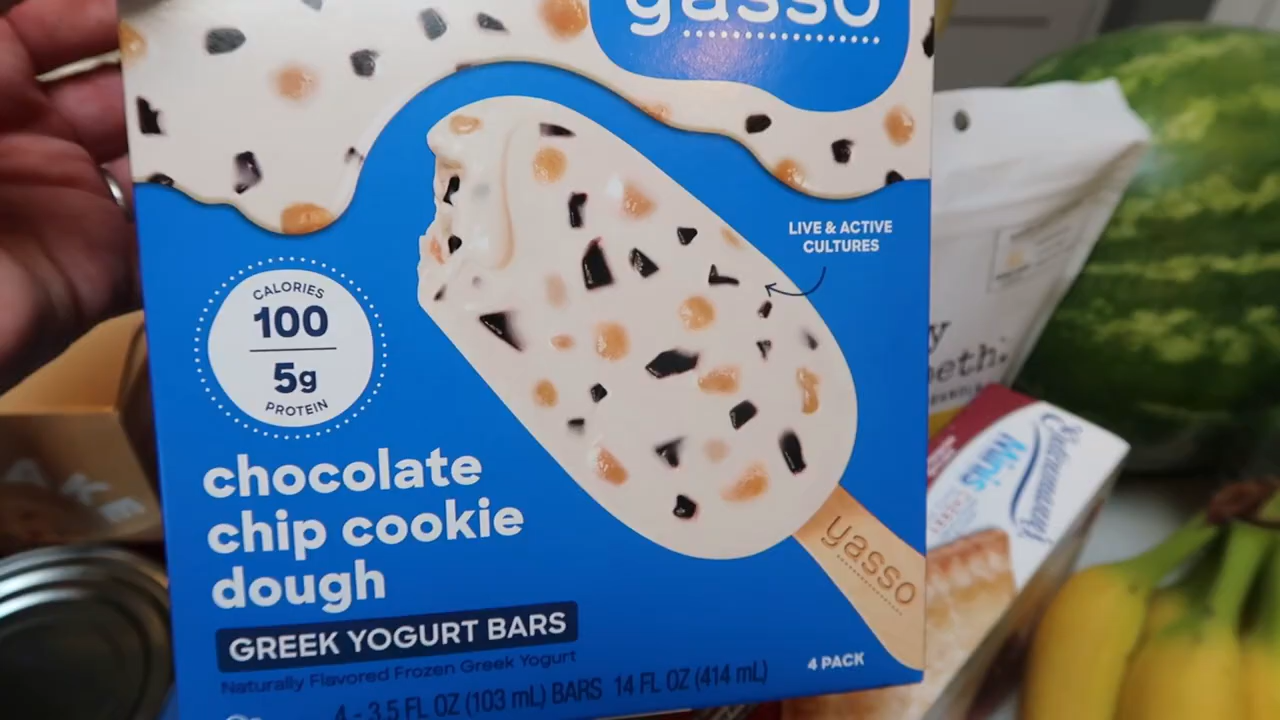 yasso
LIVE & ACTIVE
CULTURES
CALORIES
100
5g
PROTEIN
chocolate
chip cookie
dough
GREEK YOGURT BARS
Naturally Flavored Frozen Greek Yogurt
4 - 3.5 FL OZ (103 mL) BARS 14 FL OZ (414 mL)
4 PACK
yasso
Entenmann's
Minis